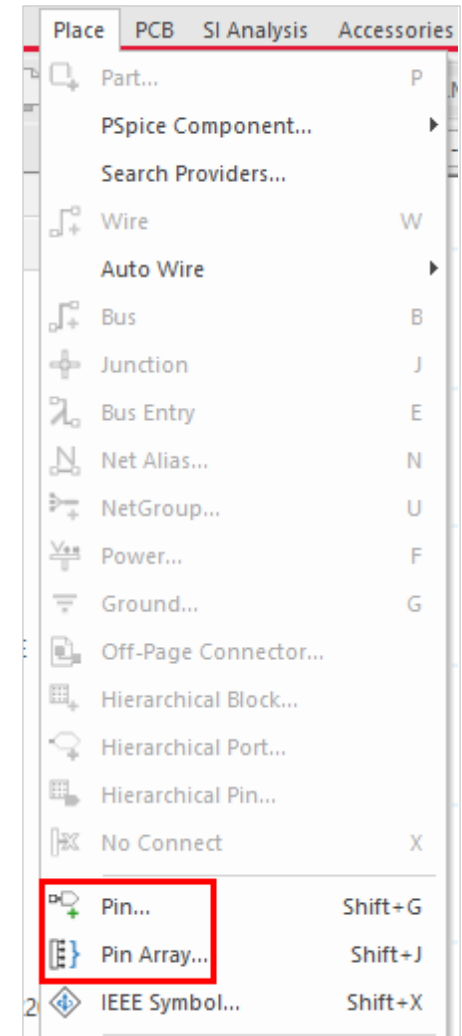 Place PCB SI Analysis Accessories
Part... P
PSpice Component...
Search Providers...
Wire W
Auto Wire
Bus B
Junction J
Bus Entry E
Net Alias... N
NetGroup... U
Power... F
Ground... G
Off-Page Connector...
Hierarchical Block...
Hierarchical Port...
Hierarchical Pin...
No Connect X
Pin... Shift+G
Pin Array... Shift+J
IEEE Symbol... Shift+X